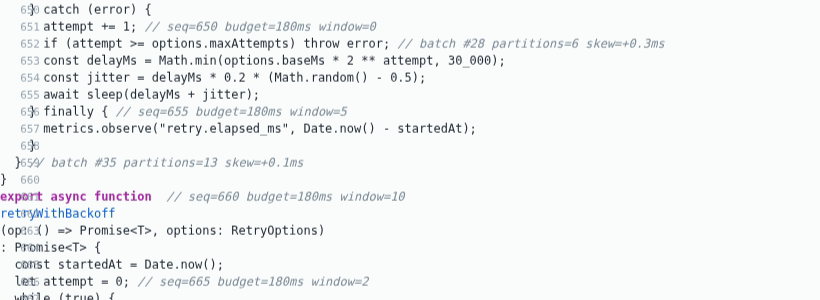 650 } catch (error) {
651 attempt += 1; // seq=650 budget=180ms window=0
652 if (attempt >= options.maxAttempts) throw error; // batch #28 partitions=6 skew=+0.3ms
653 const delayMs = Math.min(options.baseMs * 2 ** attempt, 30_000);
654 const jitter = delayMs * 0.2 * (Math.random() - 0.5);
655 await sleep(delayMs + jitter);
656 } finally { // seq=655 budget=180ms window=5
657 metrics.observe("retry.elapsed_ms", Date.now() - startedAt);
658 }
659 } // batch #35 partitions=13 skew=+0.1ms
660 }
export async function // seq=660 budget=180ms window=10
retryWithBackoff
(op: () => Promise<T>, options: RetryOptions)
: Promise<T> {
const startedAt = Date.now();
let attempt = 0; // seq=665 budget=180ms window=2
while (true) {